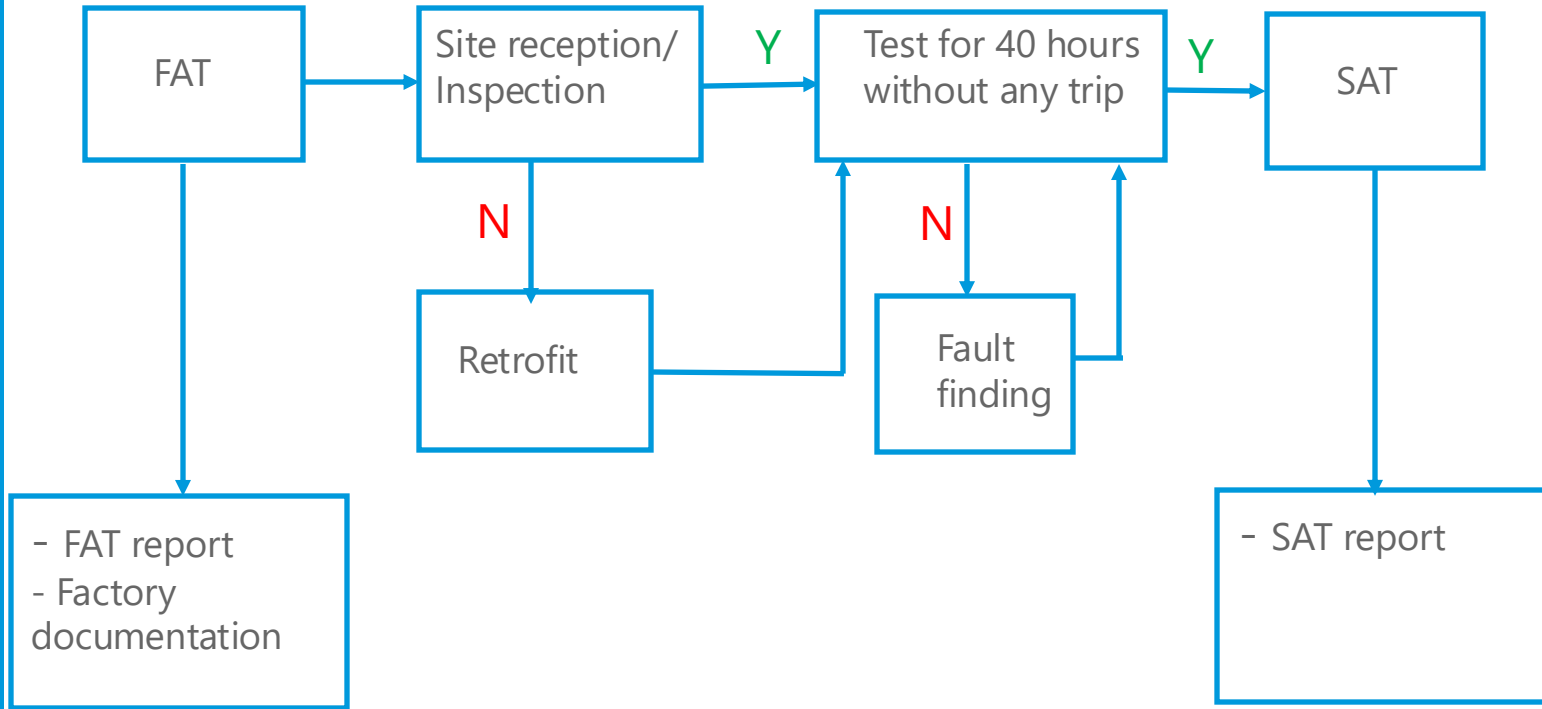 FAT
Site reception/
Inspection
Y
Test for 40 hours
without any trip
Y
SAT
N
N
Retrofit
Fault
finding
- FAT report
- Factory
documentation
- SAT report